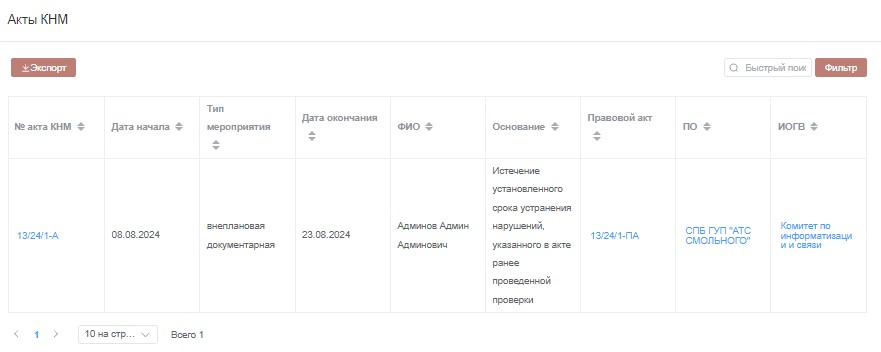 Акты КНМ
Экспорт
Быстрый поис
Фильтр
№ акта КНМ
Дата начала
Тип
мероприятия
Дата окончания
ФИО
Основание
Правовой акт
ПО
ИОГВ
13/24/1-А
08.08.2024
внеплановая
документарная
23.08.2024
Админов Админ
Админович
Истечение
установленного
срока устранения
нарушений,
указанного в акте
ранее
проведенной
проверки
13/24/1-ПА
СПБ ГУП "АТС
СМОЛЬНОГО"
Комитет по
информатизаци
и и связи
1
10 на стр...
Всего 1